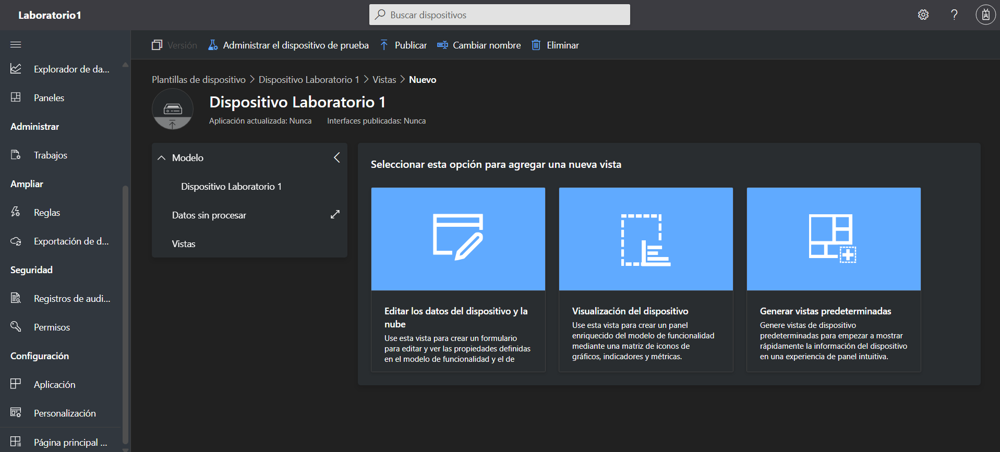 Laboratorio1
Buscar dispositivos
Versión
Administrar el dispositivo de prueba
Publicar
Cambiar nombre
Eliminar
Explorador de da...
Paneles
Administrar
Trabajos
Ampliar
Reglas
Exportación de d...
Seguridad
Registros de audi...
Permisos
Configuración
Aplicación
Personalización
Página principal ...
Plantillas de dispositivo > Dispositivo Laboratorio 1 > Vistas > Nuevo
Dispositivo Laboratorio 1
Aplicación actualizada: Nunca
Interfaces publicadas: Nunca
Modelo
Dispositivo Laboratorio 1
Datos sin procesar
Vistas
Seleccionar esta opción para agregar una nueva vista
Editar los datos del dispositivo y la
nube
Use esta vista para crear un formulario
para editar y ver las propiedades definidas
en el modelo de funcionalidad y el de
Visualización del dispositivo
Use esta vista para crear un panel
enriquecido del modelo de funcionalidad
mediante una matriz de iconos de
gráficos, indicadores y métricas.
Generar vistas predeterminadas
Genere vistas de dispositivo
predeterminadas para empezar a mostrar
rápidamente la información del dispositivo
en una experiencia de panel intuitiva.